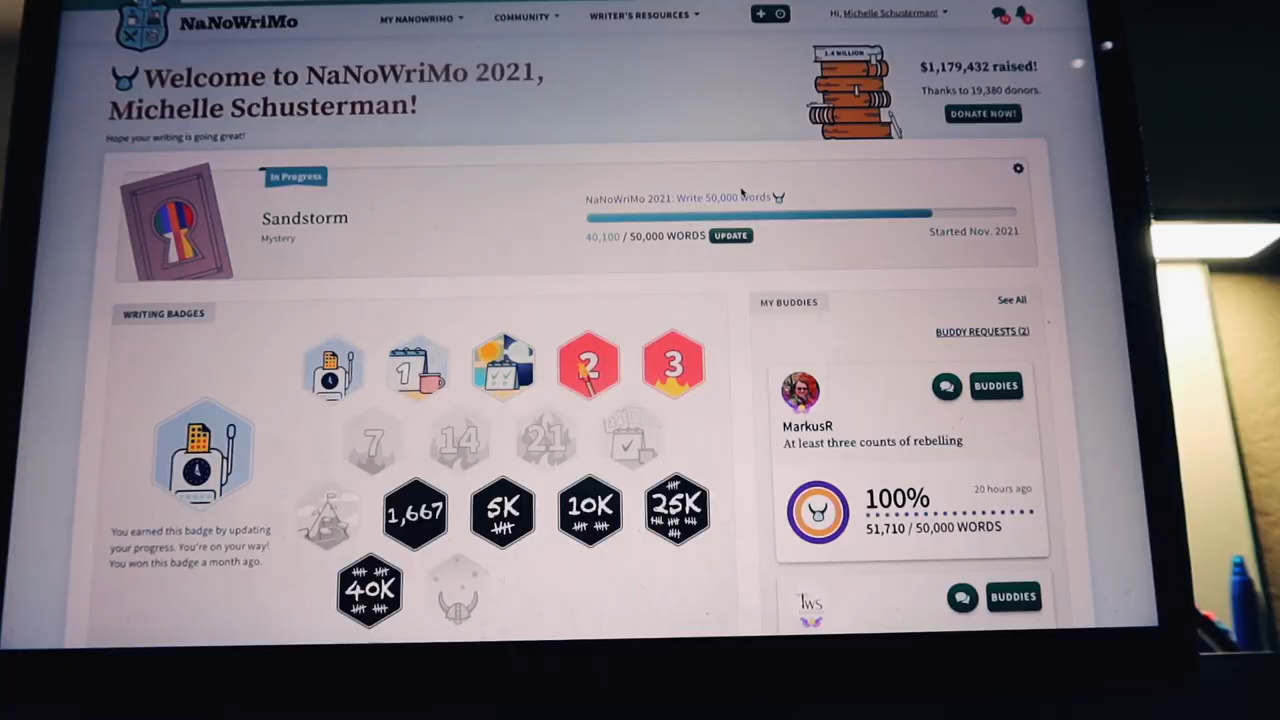 NaNoWriMo
MY NANOWRIMO
COMMUNITY
WRITER'S RESOURCES
Hi, Michelle Schusterman!
Welcome to NaNoWriMo 2021,
Michelle Schusterman!
Hope your writing is going great!
1.4 MILLION
$1,179,432 raised!
Thanks to 19,380 donors.
DONATE NOW!
In Progress
Sandstorm
Mystery
NaNoWriMo 2021: Write 50,000 words
40,100 / 50,000 WORDS UPDATE
Started Nov. 2021
WRITING BADGES
1
2
3
7
14
21
1,667
5K
10K
25K
40K
You earned this badge by updating
your progress. You're on your way!
You won this badge a month ago.
MY BUDDIES
See All
BUDDY REQUESTS (2)
BUDDIES
MarkusR
At least three counts of rebelling
100%
20 hours ago
51,710 / 50,000 WORDS
TWS
BUDDIES